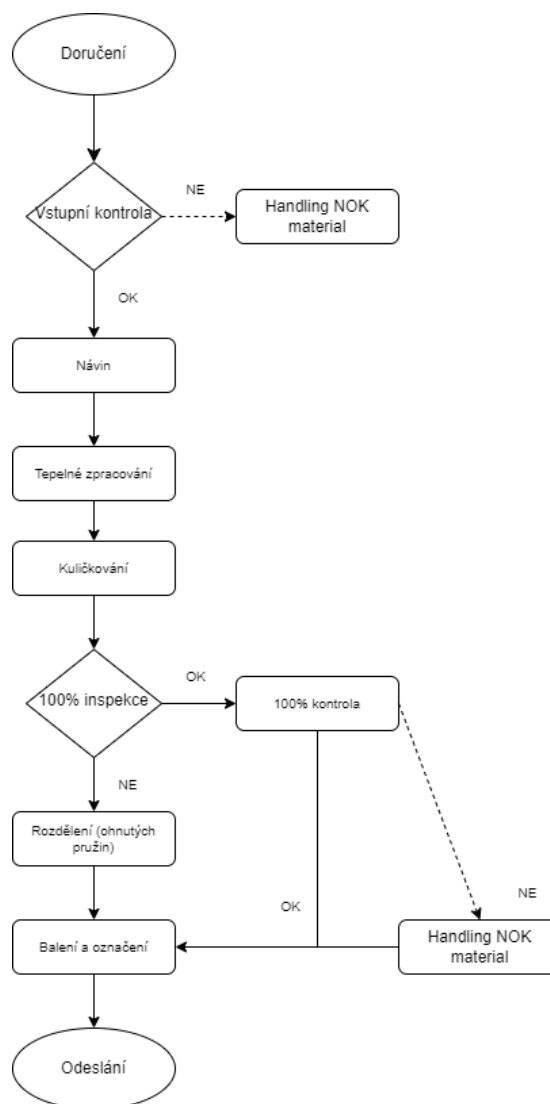 Doručení
Vstupní kontrola
NE
Handling NOK
material
OK
Návin
Tepelné zpracování
Kuličkování
100% inspekce
OK
100% kontrola
NE
Rozdělení (ohnutých
pružin)
OK
NE
Balení a označení
Handling NOK
material
Odeslání